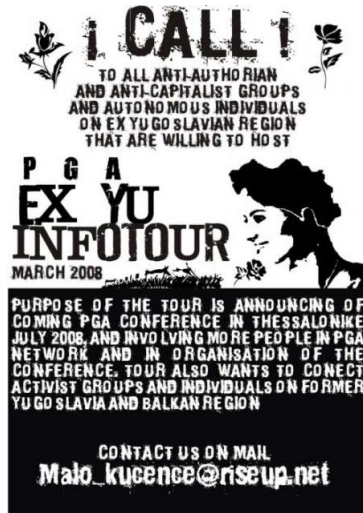 ¡ CALL !
TO ALL ANTI-AUTHORIAN
AND ANTI-CAPITALIST GROUPS
AND AUTONOMOUS INDIVIDUALS
ON EX YUGOSLAVIAN REGION
THAT ARE WILLING TO HOST
PGA
EX YU
INFOTOUR
MARCH 2008
PURPOSE OF THE TOUR IS ANNOUNCING OF
COMING PGA CONFERENCE IN THESSALONIKE
JULY 2008, AND INVOLVING MORE PEOPLE IN PGA
NETWORK AND IN ORGANISATION OF THE
CONFERENCE. TOUR ALSO WANTS TO CONECT
ACTIVIST GROUPS AND INDIVIDUALS ON FORMER
YUGOSLAVIA AND BALKAN REGION
CONTACT US ON MAIL
Malo_kucence@riseup.net